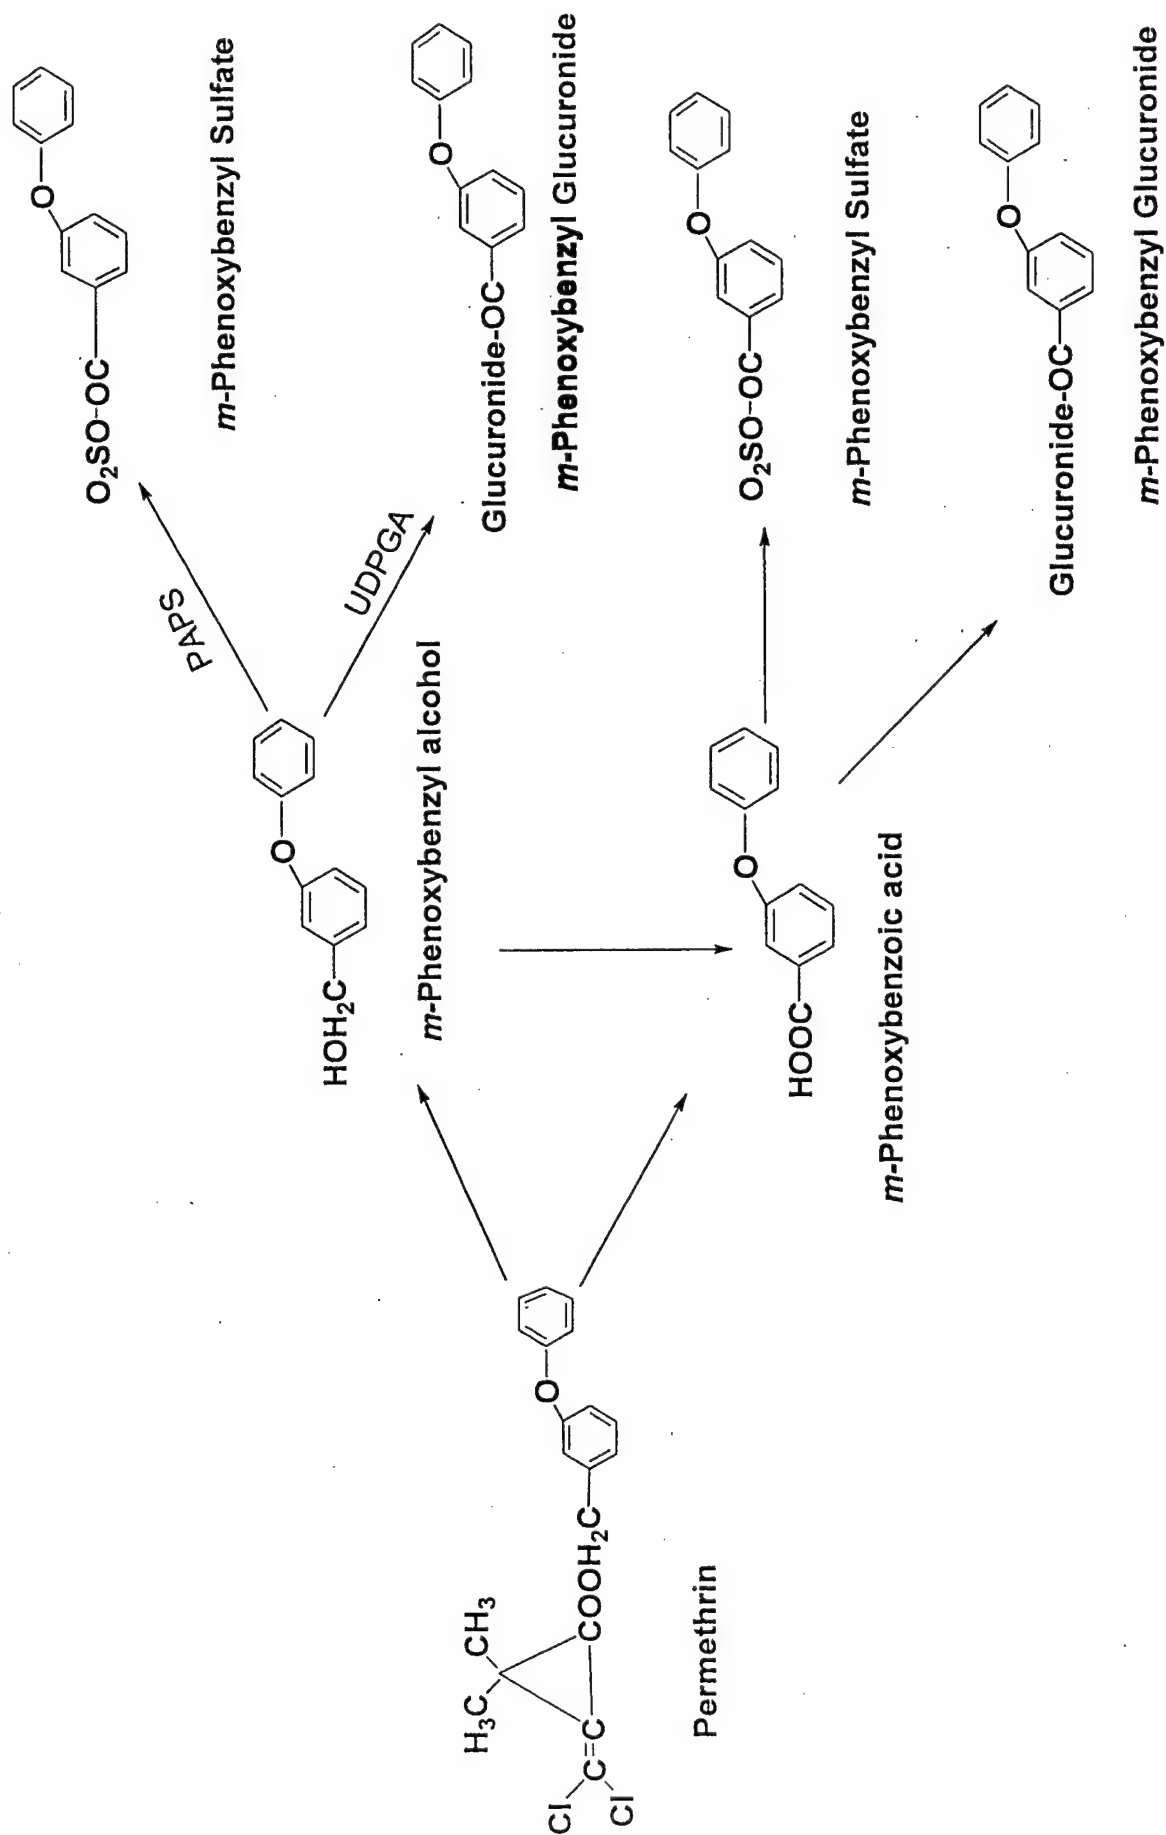 H₃C CH₃
Cl
C=C COOH₂C O
Cl
Permethrin
HOH₂C O
m-Phenoxybenzyl alcohol
HOOC O
m-Phenoxybenzoic acid
PAPS
UDPGA
O₂SO-OC O
m-Phenoxybenzyl Sulfate
Glucuronide-OC O
m-Phenoxybenzyl Glucuronide
O₂SO-OC O
m-Phenoxybenzyl Sulfate
Glucuronide-OC O
m-Phenoxybenzyl Glucuronide